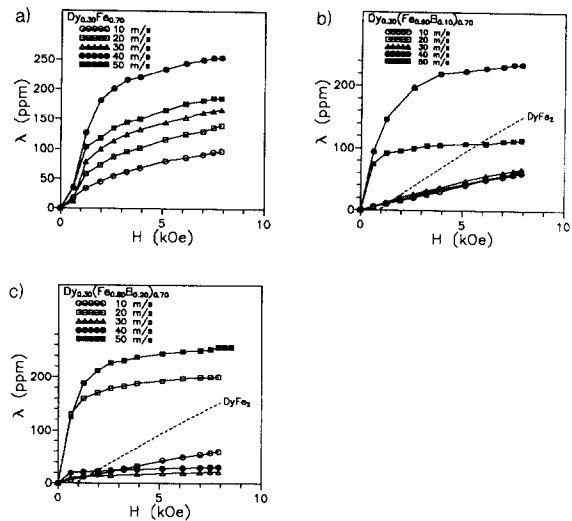 a)
Dy0.30Fe0.70
10 m/s
20 m/s
30 m/s
40 m/s
50 m/s
250
200
150
100
50
0
λ (ppm)
0
5
10
H (kOe)
b)
Dy0.30(Fe0.90B0.10)0.70
10 m/s
20 m/s
30 m/s
40 m/s
50 m/s
DyFe2
200
100
0
λ (ppm)
0
5
10
H (kOe)
c)
Dy0.30(Fe0.80B0.20)0.70
10 m/s
20 m/s
30 m/s
40 m/s
50 m/s
DyFe2
200
100
0
λ (ppm)
0
5
10
H (kOe)